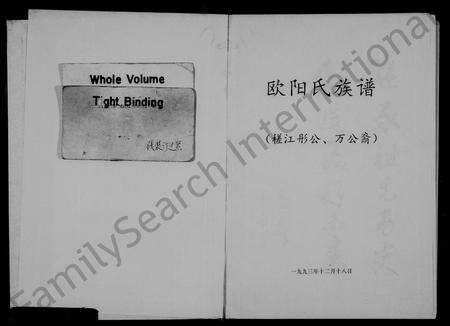 Whole Volume
Tight Binding
欧阳氏族谱
(槎江彤公、万公裔)
一九九三年十二月十八日
FamilySearch International